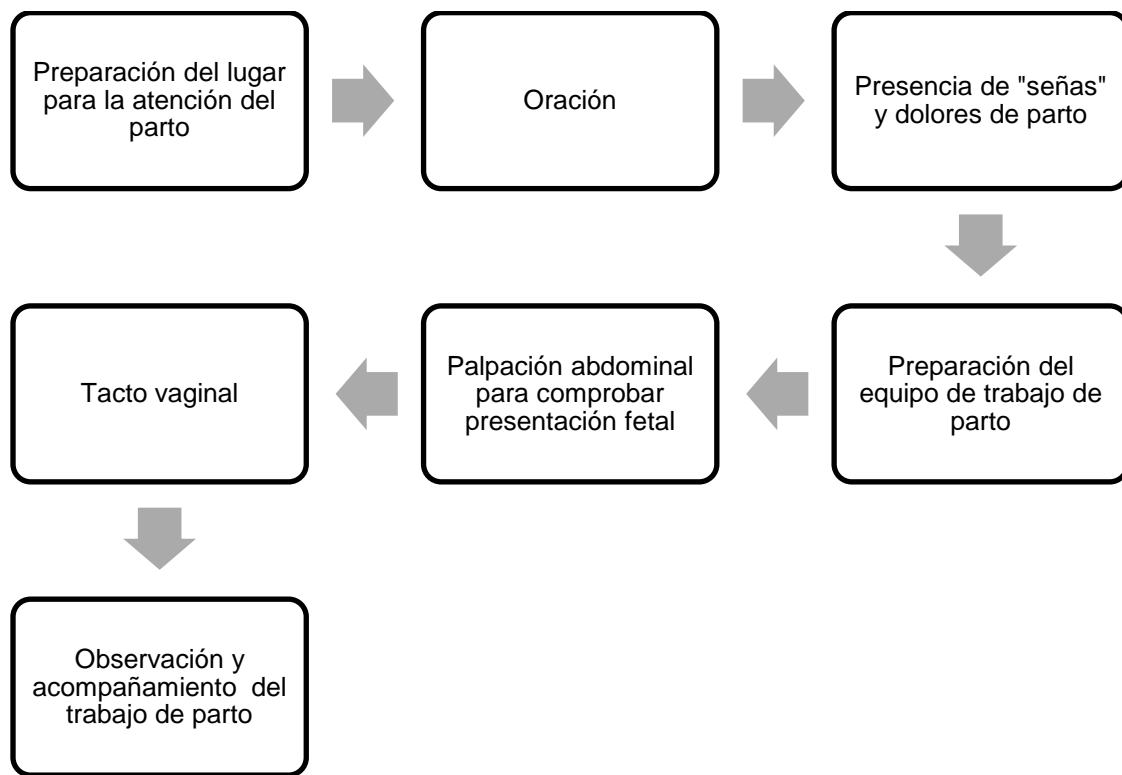 Preparación del lugar
para la atención del
parto
Oración
Presencia de "señas"
y dolores de parto
Preparación del
equipo de trabajo de
parto
Palpación abdominal
para comprobar
presentación fetal
Tacto vaginal
Observación y
acompañamiento  del
trabajo de parto